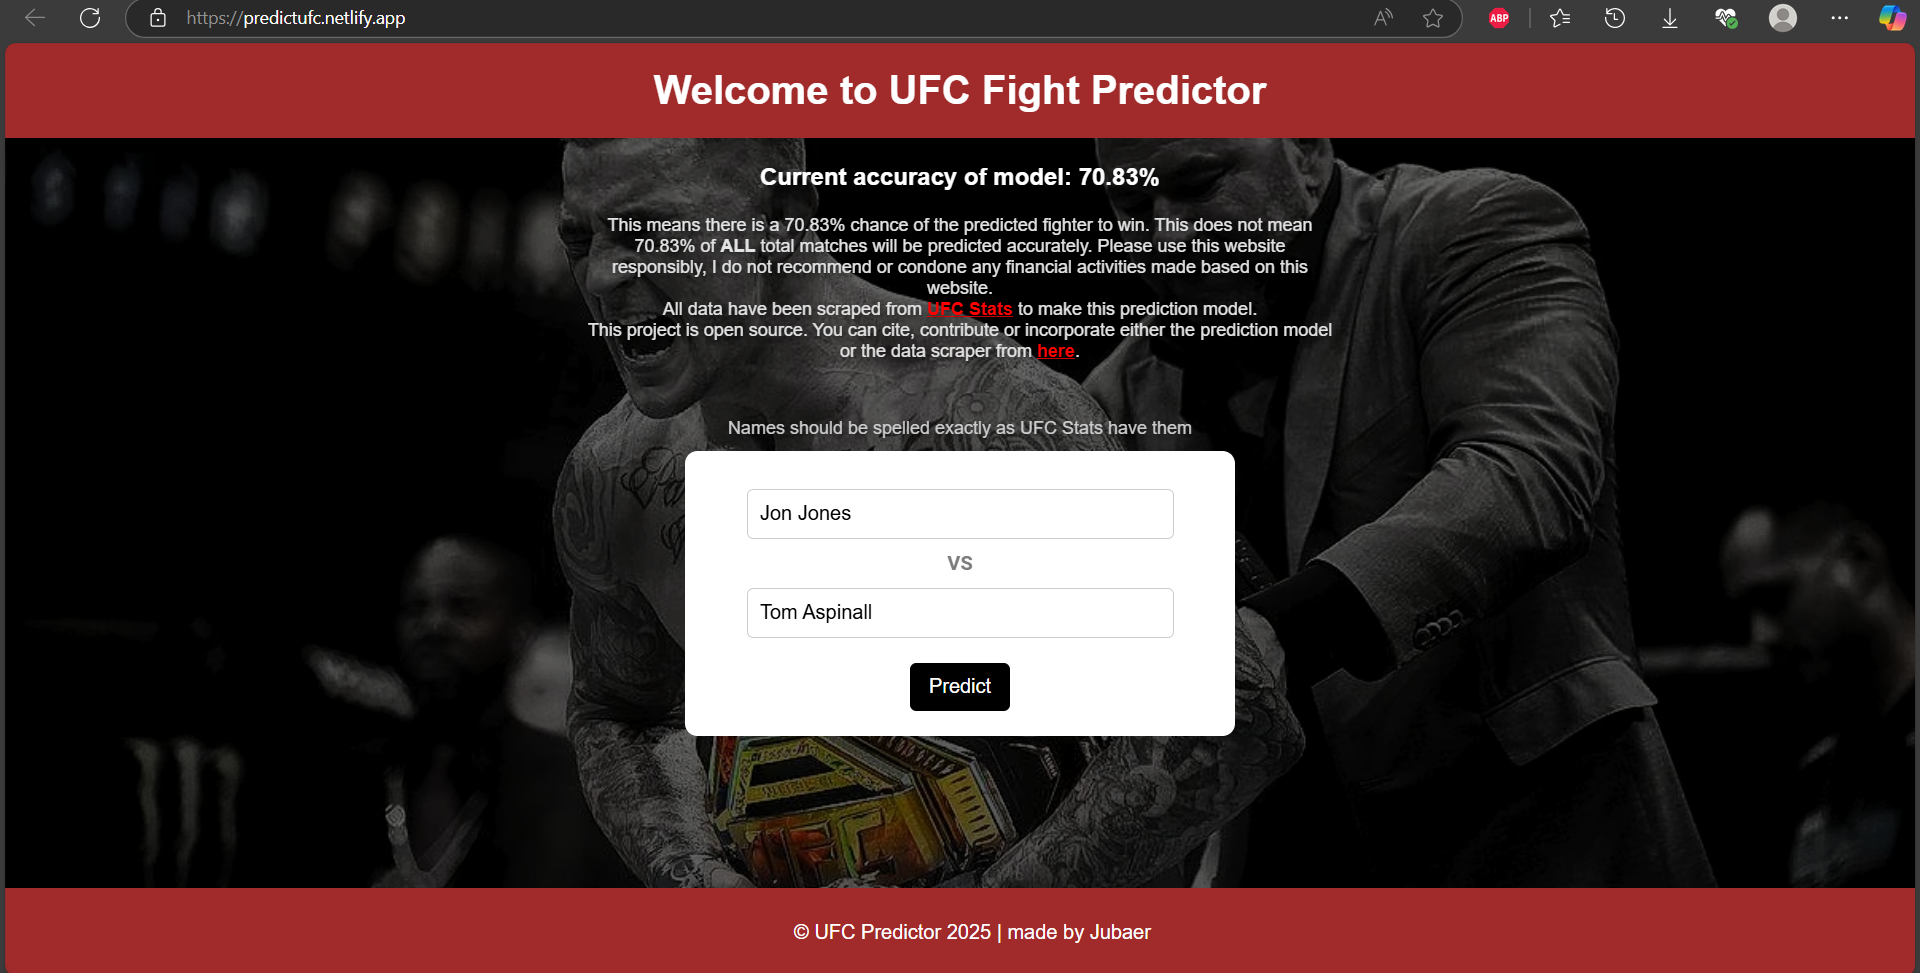 https://predictufc.netlify.app
ABP
Welcome to UFC Fight Predictor
Current accuracy of model: 70.83%
This means there is a 70.83% chance of the predicted fighter to win. This does not mean
70.83% of ALL total matches will be predicted accurately. Please use this website
responsibly, I do not recommend or condone any financial activities made based on this
website.
All data have been scraped from UFC Stats to make this prediction model.
This project is open source. You can cite, contribute or incorporate either the prediction model
or the data scraper from here.
Names should be spelled exactly as UFC Stats have them
Jon Jones
VS
Tom Aspinall
Predict
UFC
© UFC Predictor 2025 | made by Jubaer